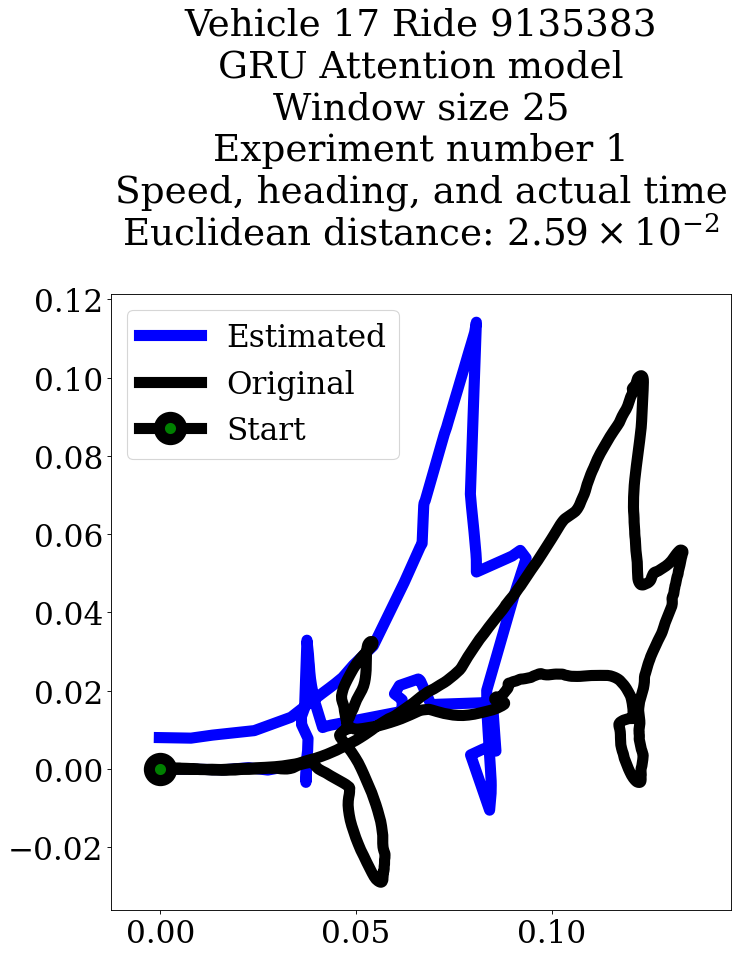 Vehicle 17 Ride 9135383
GRU Attention model
Window size 25
Experiment number 1
Speed, heading, and actual time
Euclidean distance: 2.59 × 10⁻²
0.12
0.10
0.08
0.06
0.04
0.02
0.00
−0.02
Estimated
Original
Start
0.00 0.05 0.10